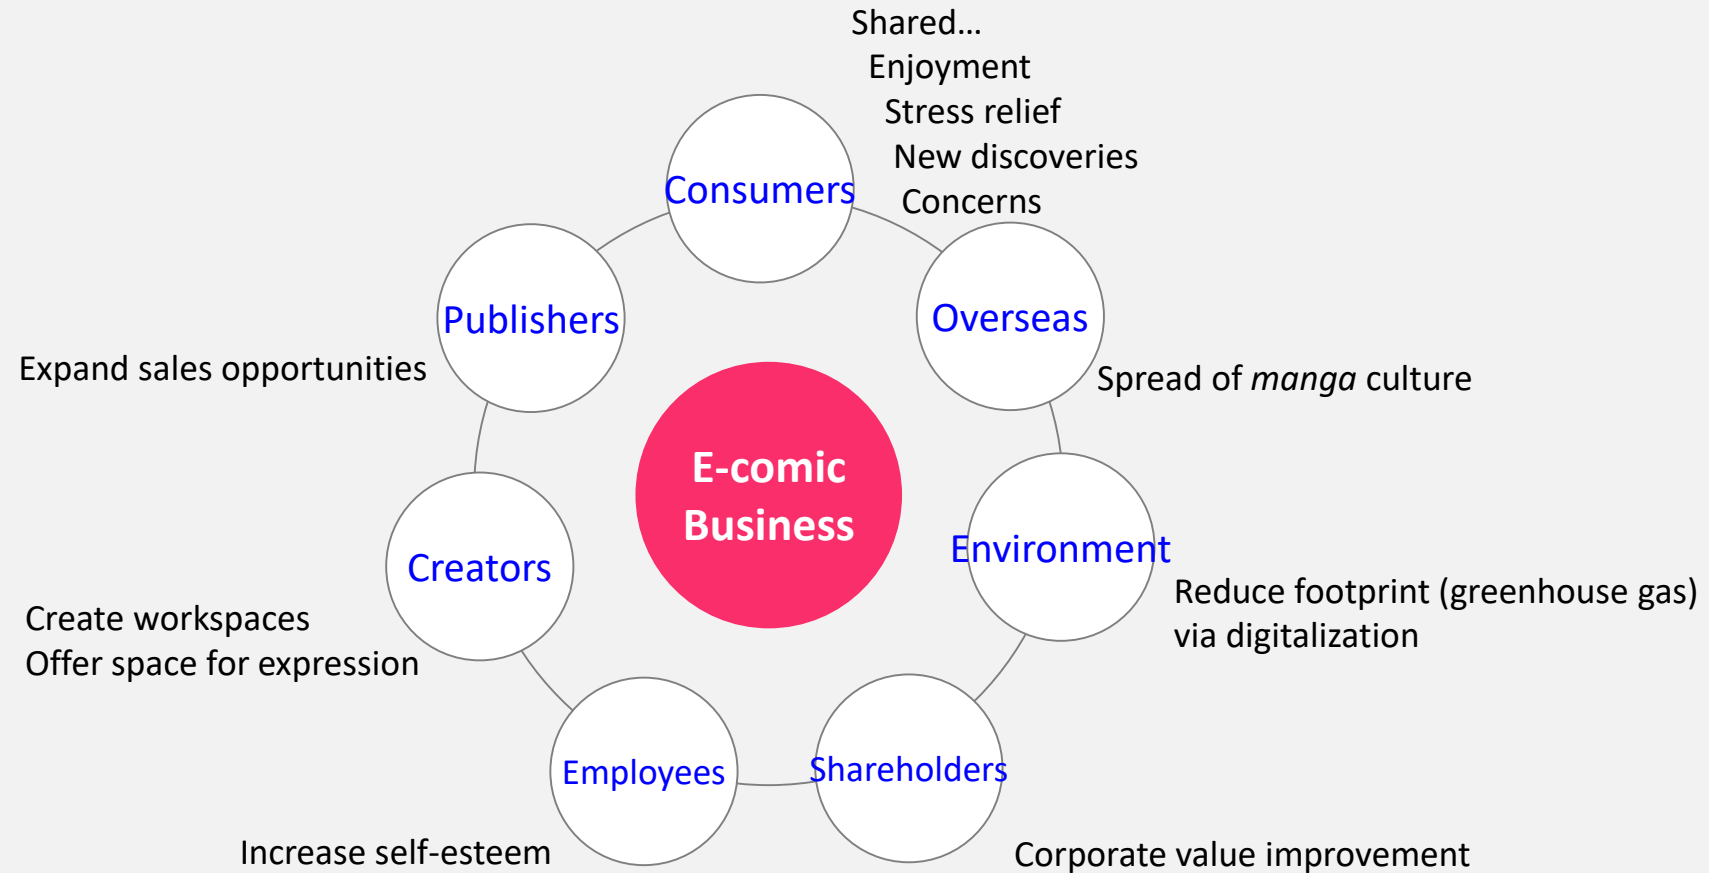 Shared…
Enjoyment
Stress relief
New discoveries
Concerns
Consumers
Publishers
Overseas
Expand sales opportunities
Spread of manga culture
E-comic
Business
Creators
Environment
Reduce footprint (greenhouse gas)
via digitalization
Create workspaces
Offer space for expression
Employees
Shareholders
Increase self-esteem
Corporate value improvement